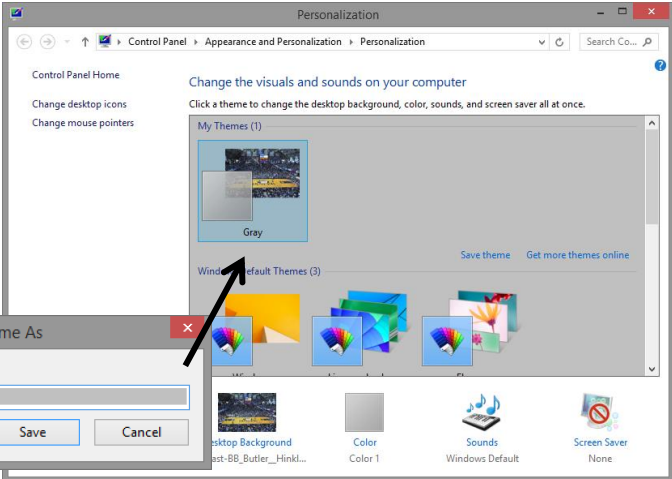 Personalization
Control Panel Appearance and Personalization Personalization
Search Co...
Control Panel Home
Change desktop icons
Change mouse pointers
?
Change the visuals and sounds on your computer
Click a theme to change the desktop background, color, sounds, and screen saver all at once.
My Themes (1)
Gray
Save theme Get more themes online
Default Themes (3)
me As
Save Cancel
sktop Background
ast-BB_Butler__Hinkl...
Color
Color 1
Sounds
Windows Default
Screen Saver
None